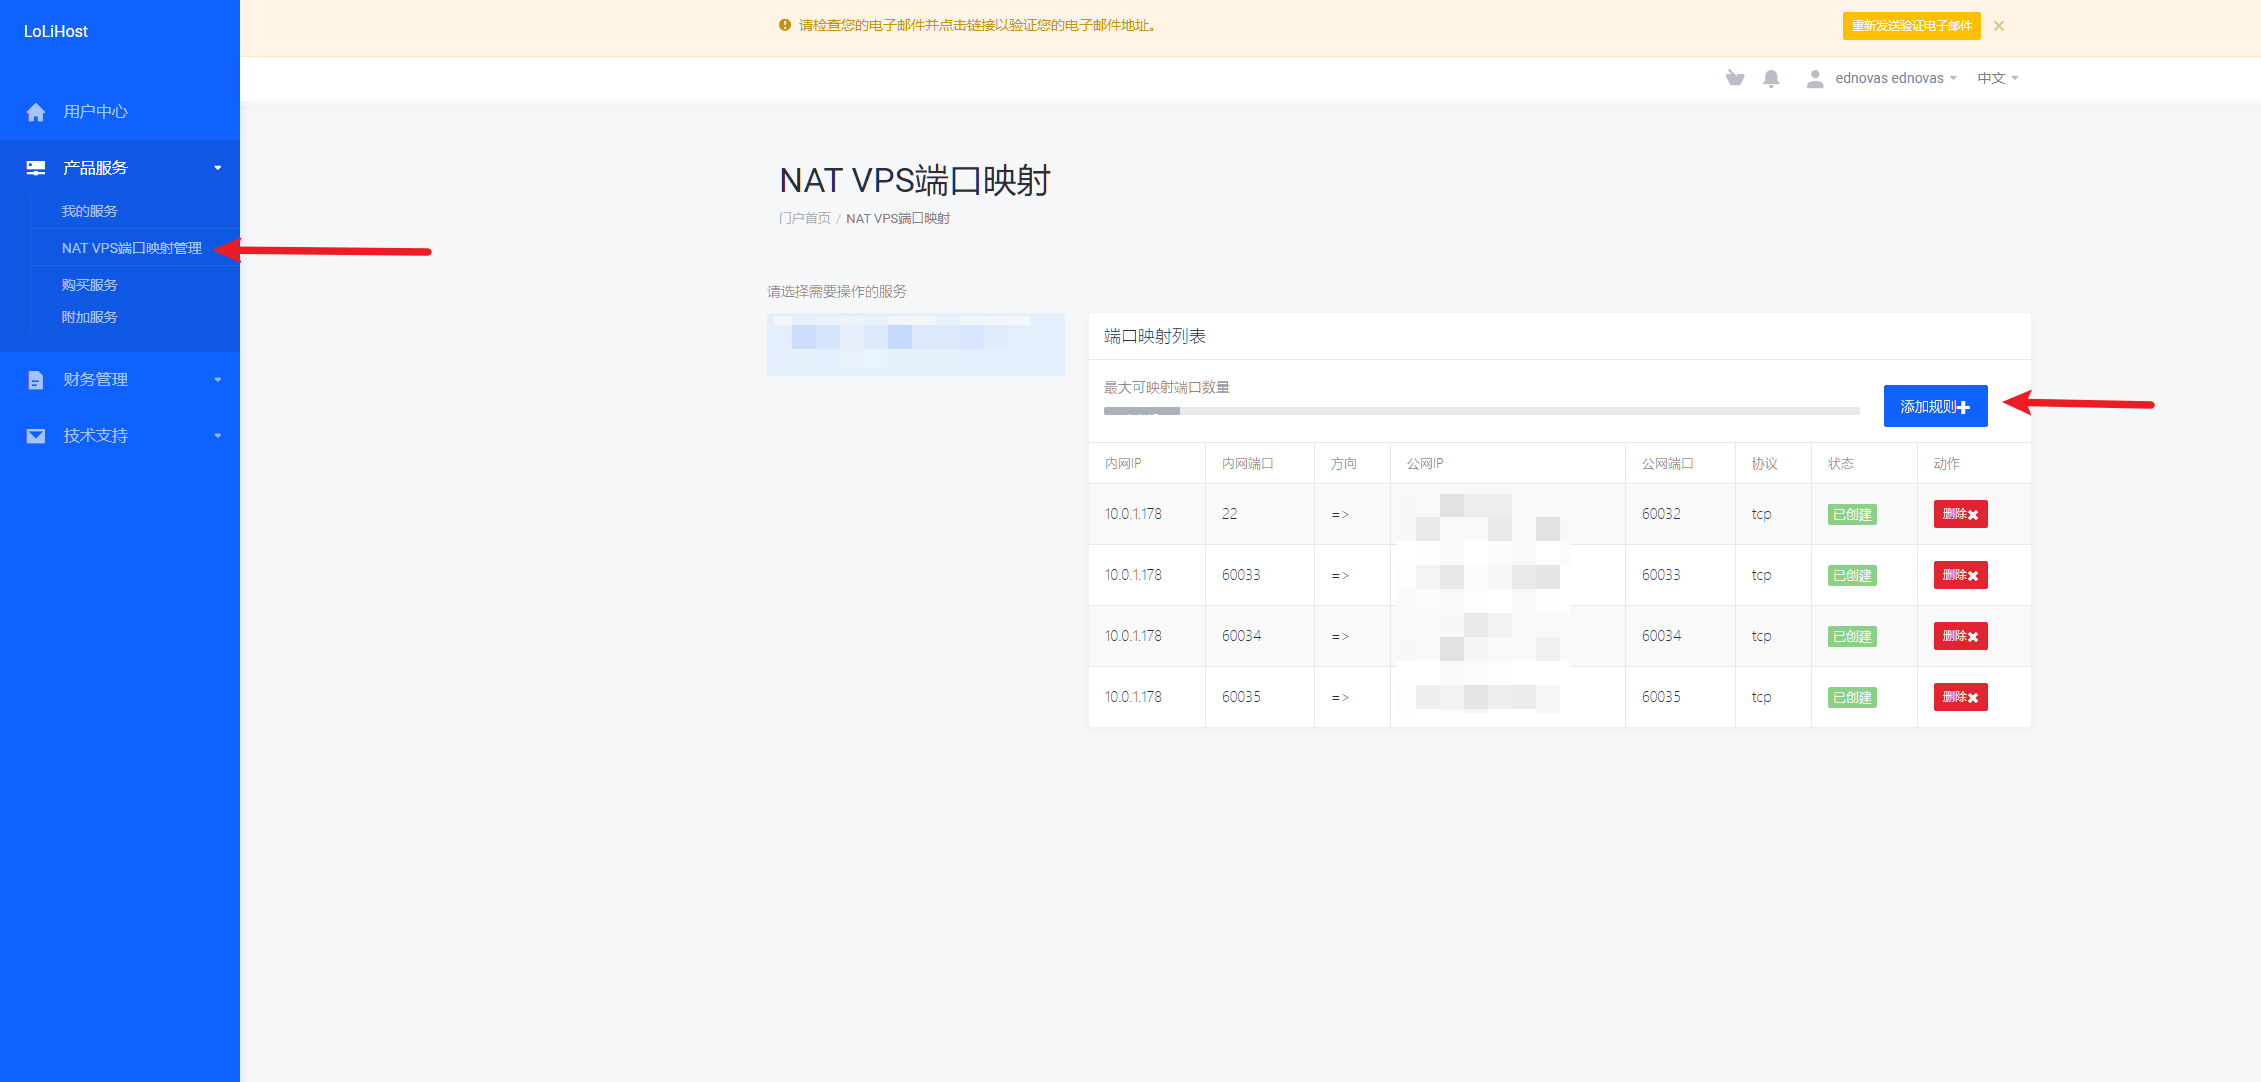 LoLiHost
用户中心
产品服务
我的服务
NAT VPS端口映射管理
购买服务
附加服务
财务管理
技术支持
请检查您的电子邮件并点击链接以验证您的电子邮件地址。
重新发送验证电子邮件
ednovas ednovas
中文
NAT VPS端口映射
门户首页 / NAT VPS端口映射
请选择需要操作的服务
端口映射列表
最大可映射端口数量
添加规则
内网IP 内网端口 方向 公网IP 公网端口 协议 状态 动作
10.0.1.178 22 => 60032 tcp 已创建 删除
10.0.1.178 60033 => 60033 tcp 已创建 删除
10.0.1.178 60034 => 60034 tcp 已创建 删除
10.0.1.178 60035 => 60035 tcp 已创建 删除